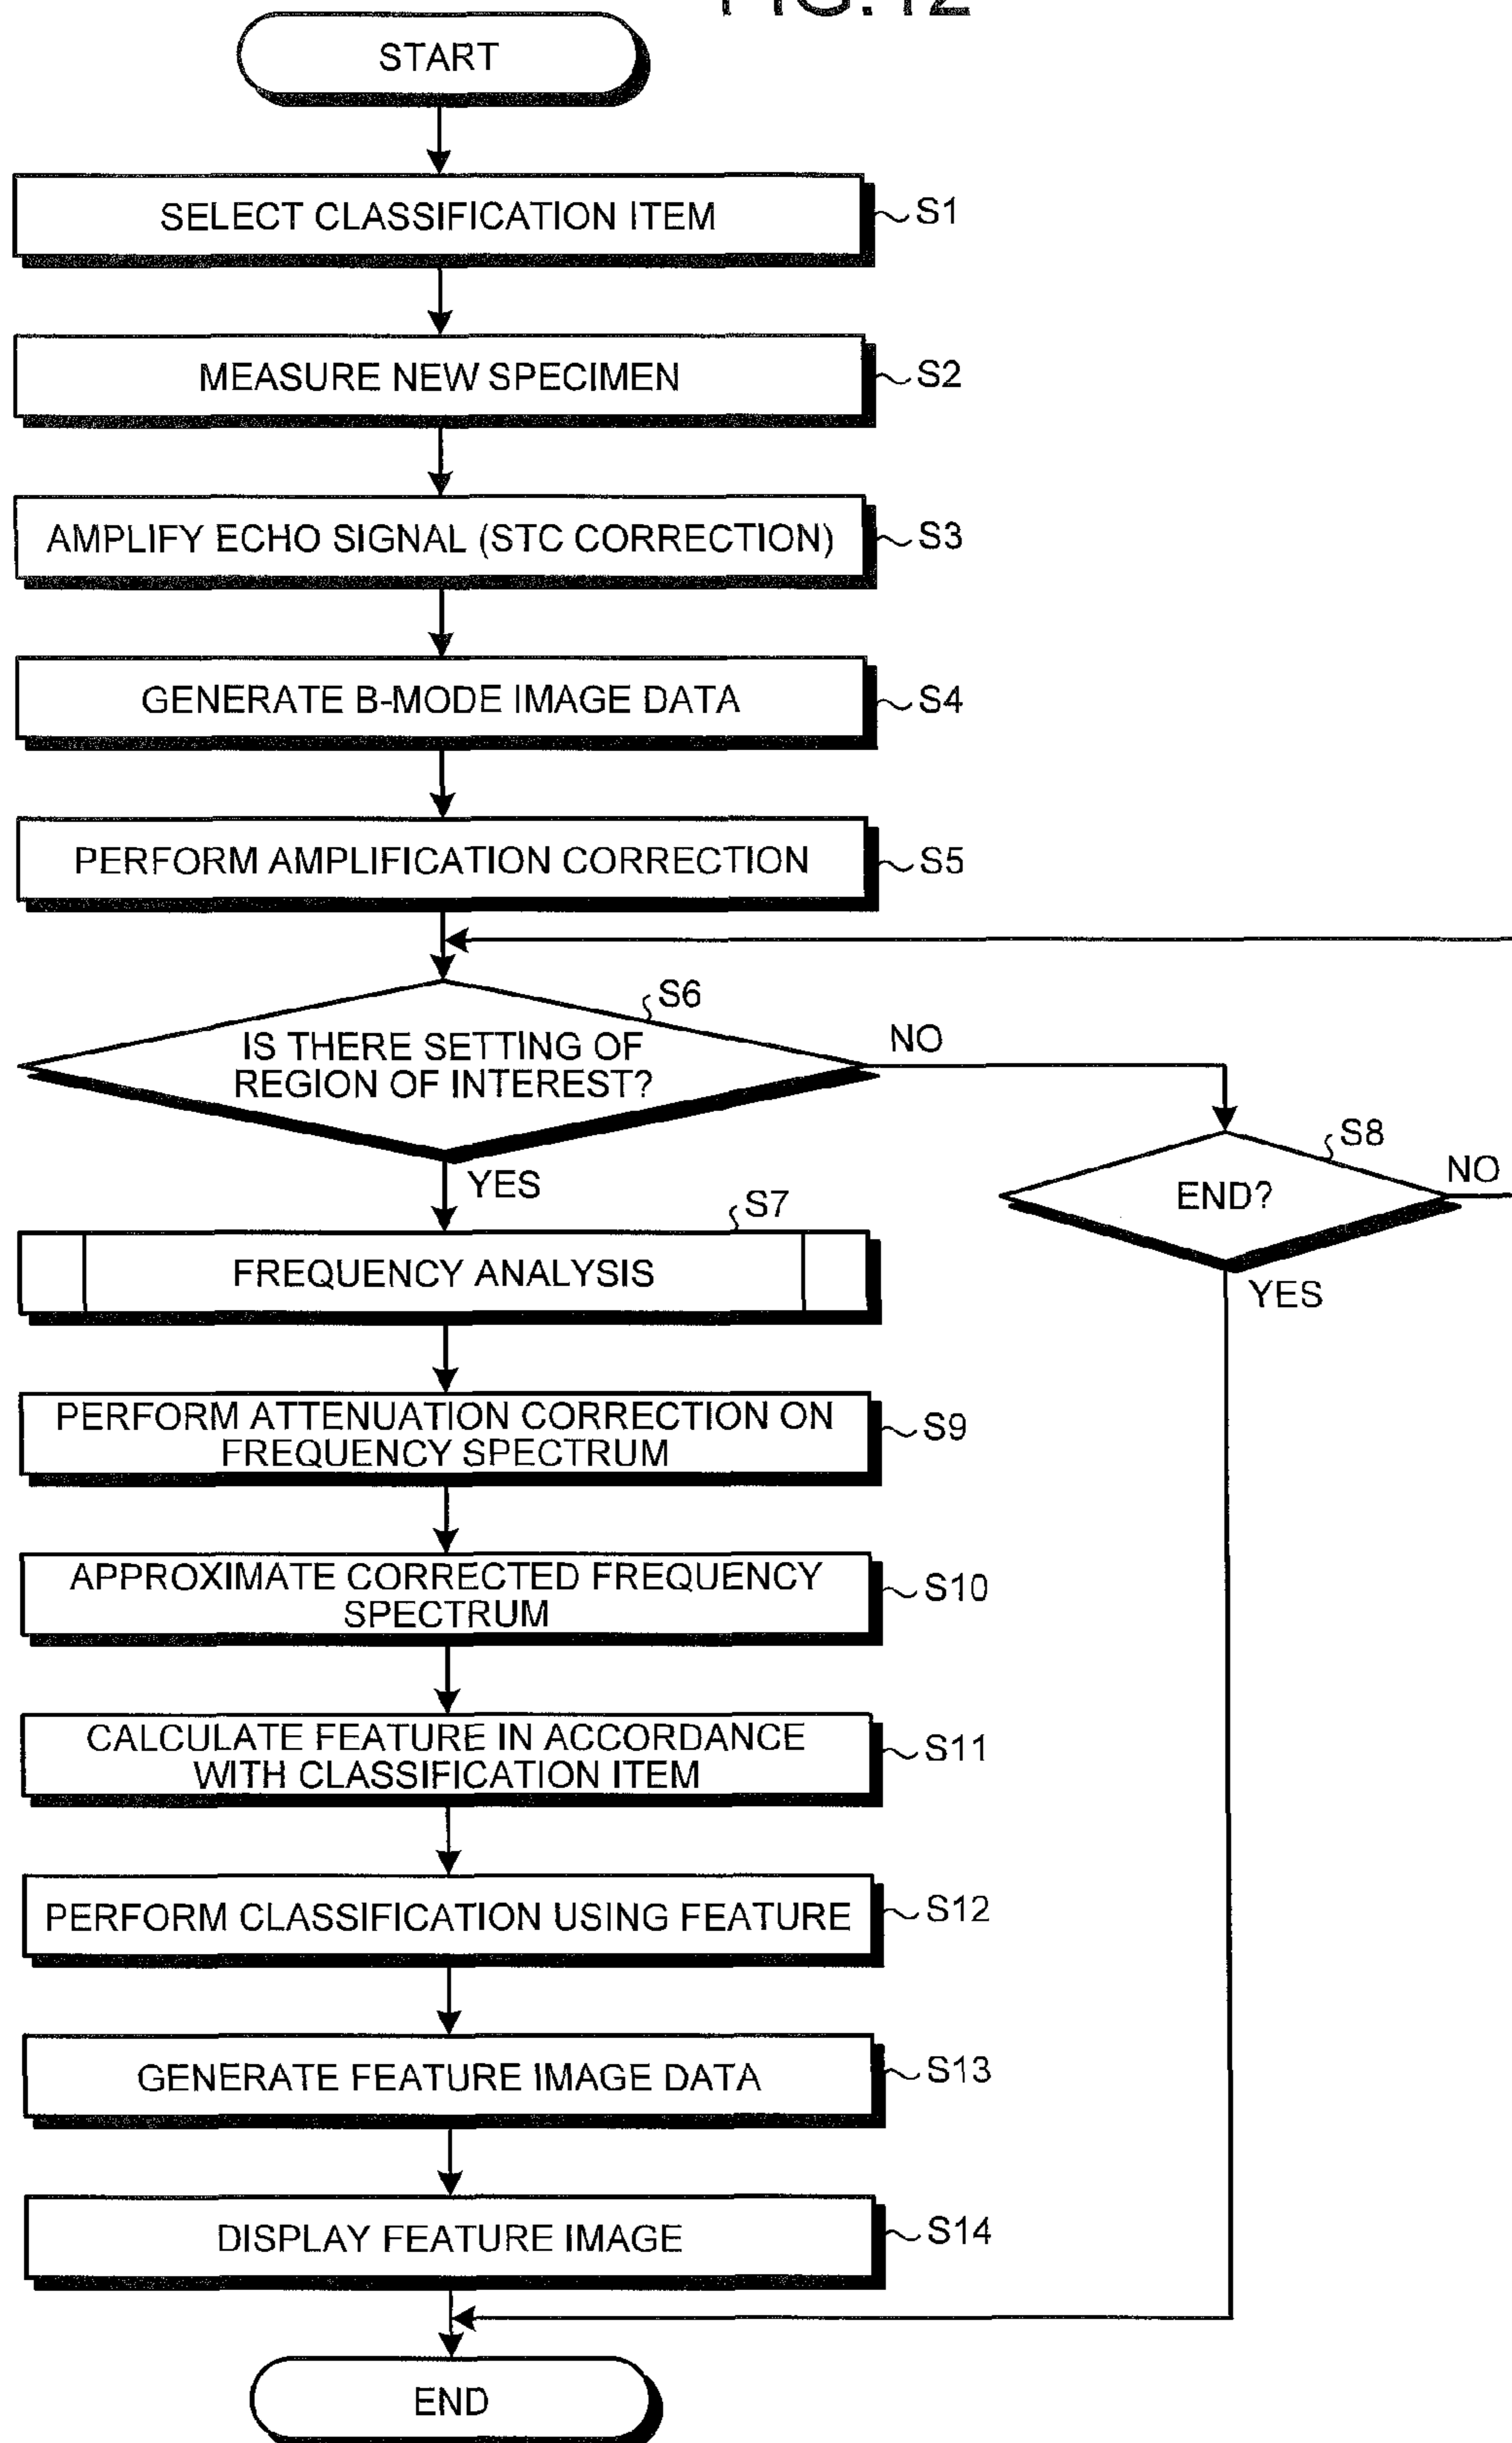 FIG.12
START
SELECT CLASSIFICATION ITEM
S1
MEASURE NEW SPECIMEN
S2
AMPLIFY ECHO SIGNAL (STC CORRECTION)
S3
GENERATE B-MODE IMAGE DATA
S4
PERFORM AMPLIFICATION CORRECTION
S5
S6
IS THERE SETTING OF
REGION OF INTEREST?
NO
YES
S8
END?
NO
YES
S7
FREQUENCY ANALYSIS
PERFORM ATTENUATION CORRECTION ON
FREQUENCY SPECTRUM
S9
APPROXIMATE CORRECTED FREQUENCY
SPECTRUM
S10
CALCULATE FEATURE IN ACCORDANCE
WITH CLASSIFICATION ITEM
S11
PERFORM CLASSIFICATION USING FEATURE
S12
GENERATE FEATURE IMAGE DATA
S13
DISPLAY FEATURE IMAGE
S14
END